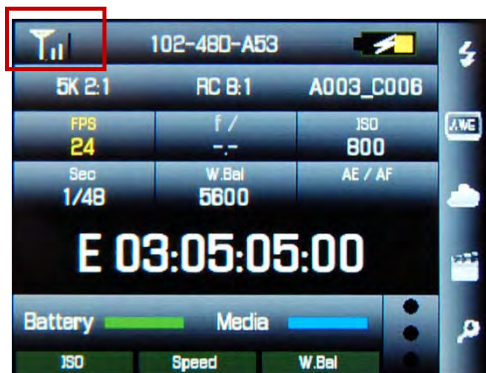 102-48D-A53
5K 2:1 RC 8:1 A003_C006
FPS f / ISO
24 -.- 800
Sec W.Bal AE / AF
1/48 5600
E 03:05:05:00
Battery Media
ISO Speed W.Bal